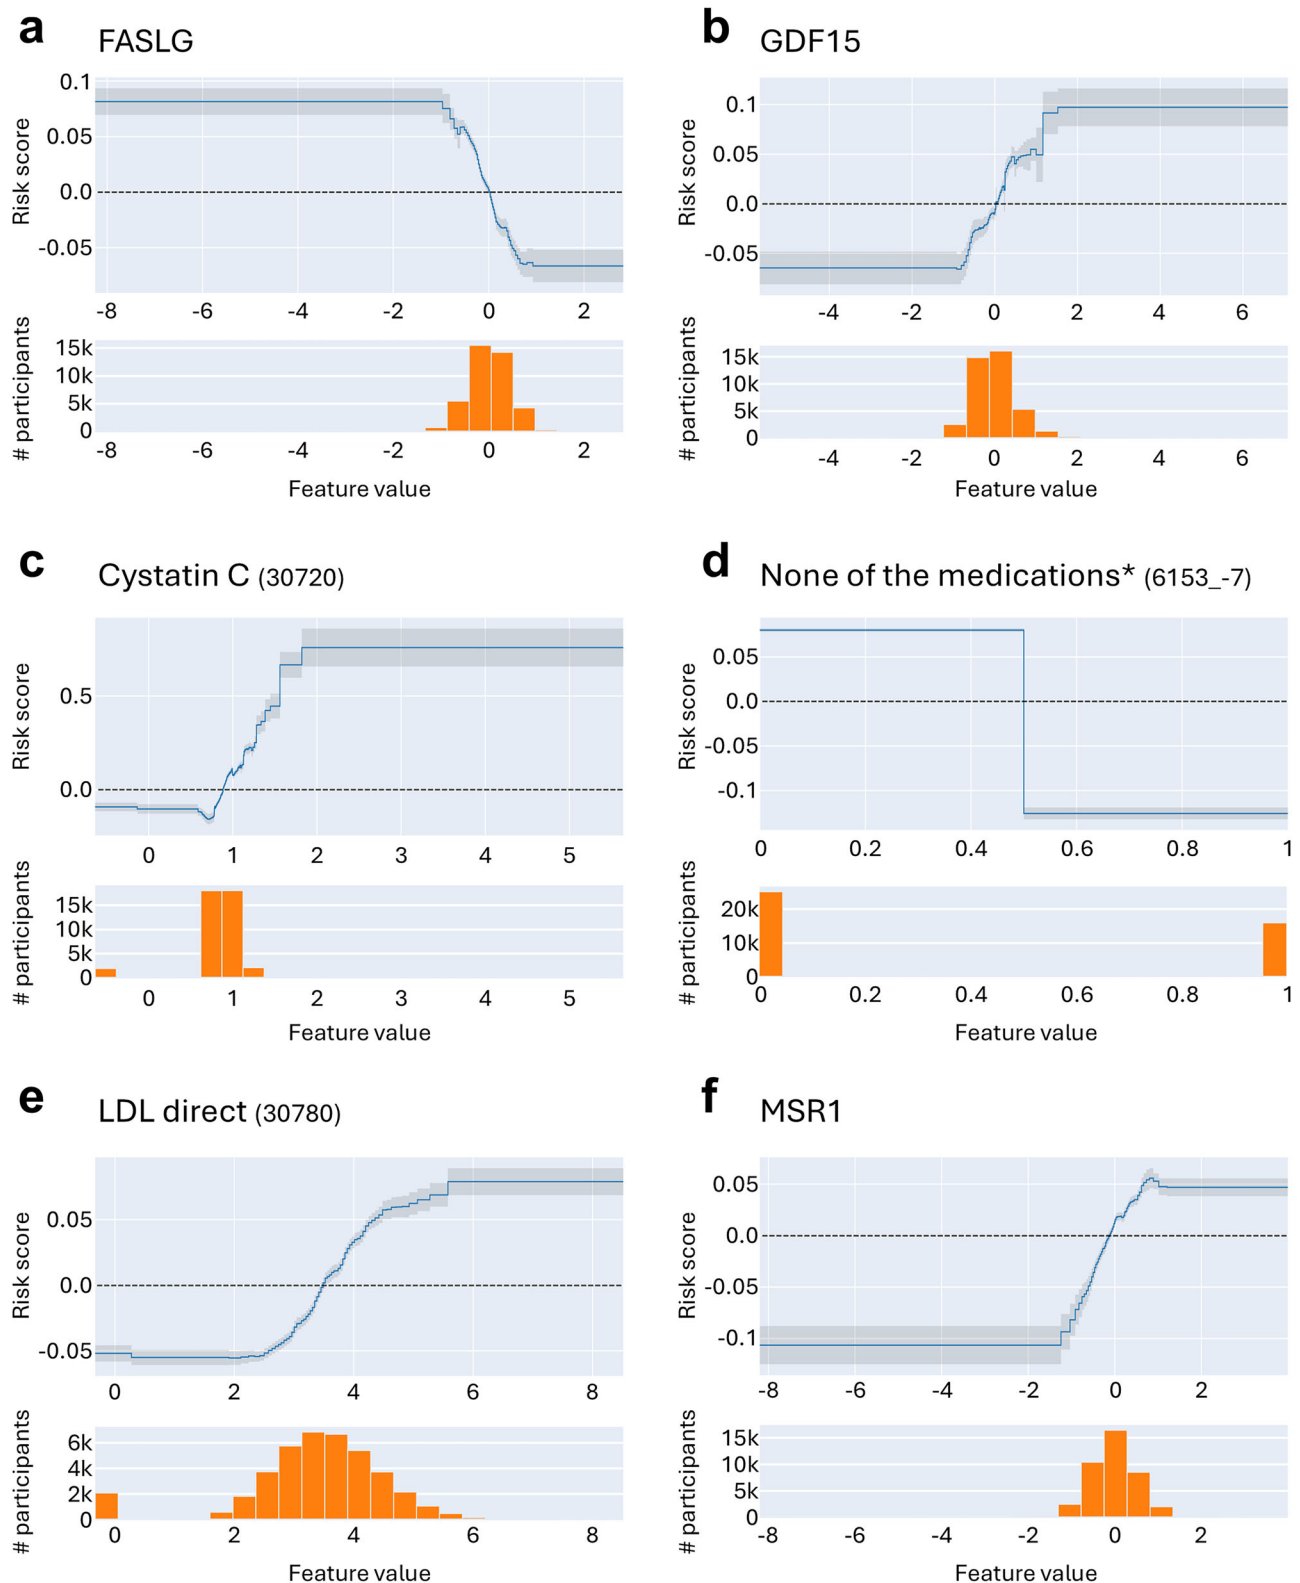 a FASLG
0.1
0.05
0.0
-0.05
Risk score
-8 -6 -4 -2 0 2
15k
10k
5k
0
# participants
-8 -6 -4 -2 0 2
Feature value
b GDF15
0.1
0.05
0.0
-0.05
Risk score
-4 -2 0 2 4 6
15k
10k
5k
0
# participants
-4 -2 0 2 4 6
Feature value
c Cystatin C (30720)
0.5
0.0
Risk score
0 1 2 3 4 5
15k
10k
5k
0
# participants
0 1 2 3 4 5
Feature value
d None of the medications* (6153_-7)
0.05
0.0
-0.05
-0.1
Risk score
0 0.2 0.4 0.6 0.8 1
20k
10k
0
# participants
0 0.2 0.4 0.6 0.8 1
Feature value
e LDL direct (30780)
0.05
0.0
-0.05
Risk score
0 2 4 6 8
6k
4k
2k
0
# participants
0 2 4 6 8
Feature value
f MSR1
0.05
0.0
-0.05
-0.1
Risk score
-8 -6 -4 -2 0 2
15k
10k
5k
0
# participants
-8 -6 -4 -2 0 2
Feature value